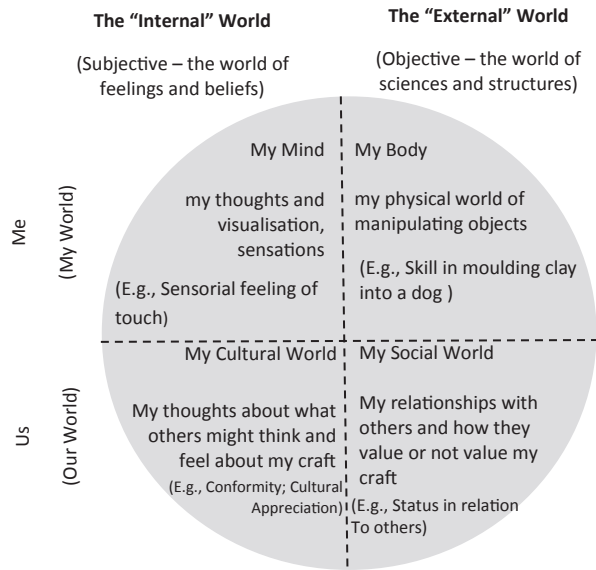 The “Internal” World
(Subjective – the world of
feelings and beliefs)
The “External” World
(Objective – the world of
sciences and structures)
Me
(My World)
My Mind
my thoughts and
visualisation,
sensations
(E.g., Sensorial feeling of
touch)
My Body
my physical world of
manipulating objects
(E.g., Skill in moulding clay
into a dog )
Us
(Our World)
My Cultural World
My thoughts about what
others might think and
feel about my craft
(E.g., Conformity; Cultural
Appreciation)
My Social World
My relationships with
others and how they
value or not value my
craft
(E.g., Status in relation
To others)